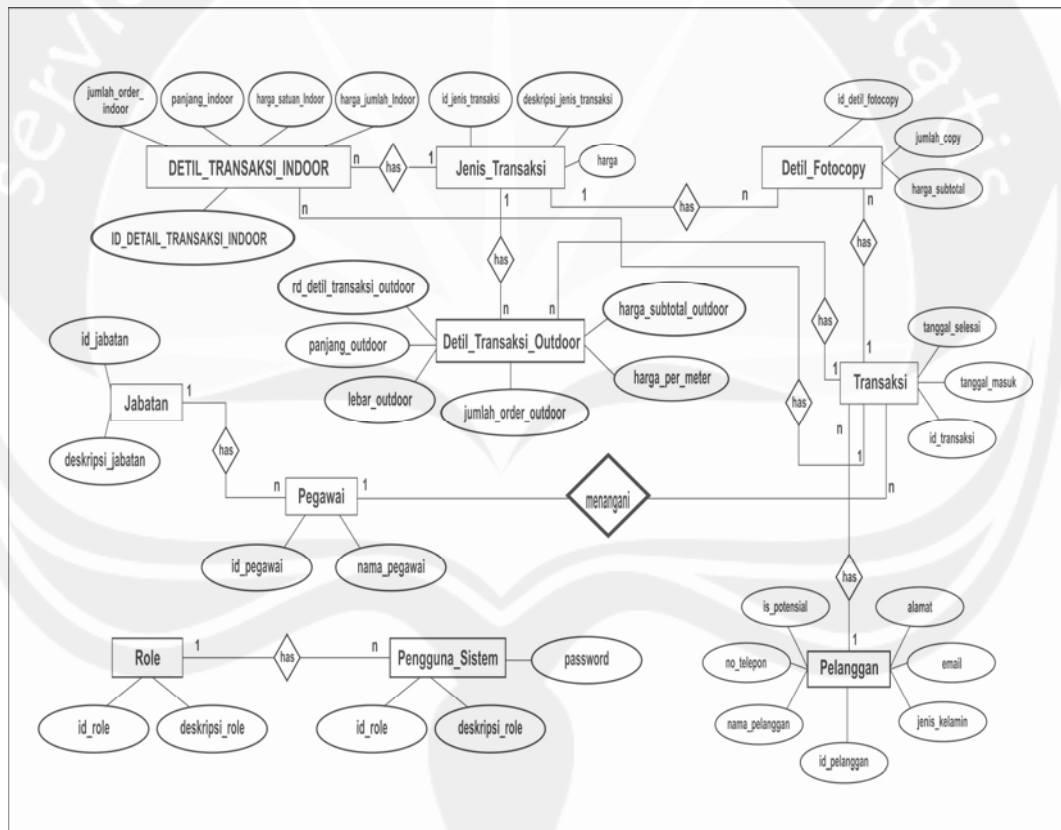 serviens
itatis
jumlah_order_
indoor
panjang_indoor
harga_satuan_Indoor
harga_jumlah_Indoor
id_jenis_transaksi
deskripsi_jenis_transaksi
id_detil_fotocopy
jumlah_copy
harga_subtotal
harga
DETIL_TRANSAKSI_INDOOR
n
has
1
Jenis_Transaksi
Detil_Fotocopy
1
has
n
n
1
n
ID_DETAIL_TRANSAKSI_INDOOR
has
has
rd_detil_transaksi_outdoor
n
n
harga_subtotal_outdoor
has
tanggal_selesai
id_jabatan
panjang_outdoor
Detil_Transaksi_Outdoor
1
1
Transaksi
tanggal_masuk
lebar_outdoor
harga_per_meter
Jabatan
1
jumlah_order_outdoor
has
id_transaksi
n
1
n
deskripsi_jabatan
has
n
Pegawai
1
menangani
id_pegawai
nama_pegawai
has
is_potensial
alamat
1
Role
1
has
n
Pengguna_Sistem
password
no_telepon
Pelanggan
email
id_role
deskripsi_role
id_role
deskripsi_role
nama_pelanggan
jenis_kelamin
id_pelanggan